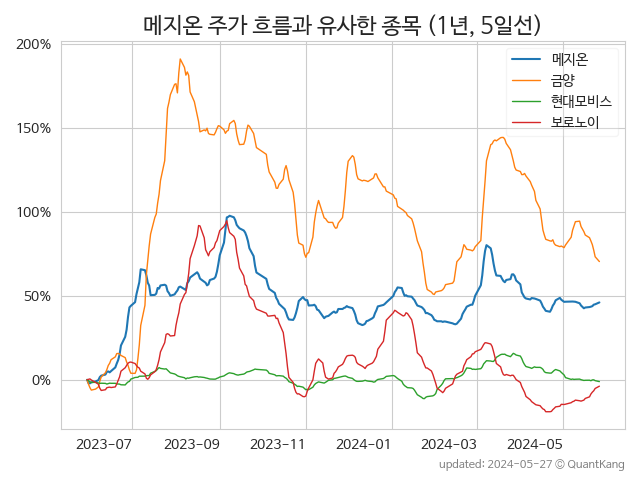 메지온 주가 흐름과 유사한 종목 (1년, 5일선)
메지온
금양
현대모비스
보로노이
200%
150%
100%
50%
0%
2023-07 2023-09 2023-11 2024-01 2024-03 2024-05
updated: 2024-05-27 © QuantKang